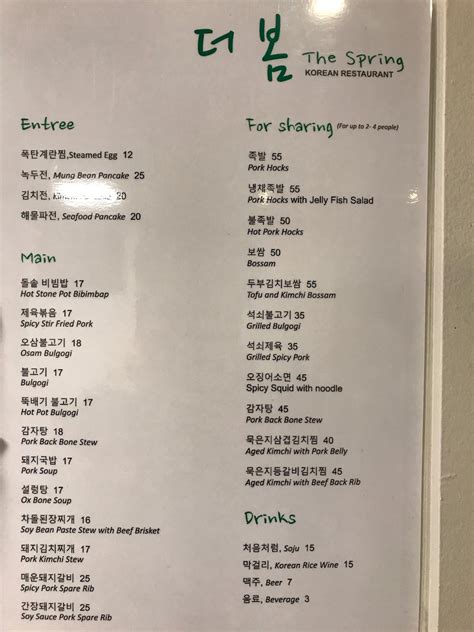 더 봄 The Spring
KOREAN RESTAURANT
Entree
폭탄계란찜,Steamed Egg 12
녹두전, Mung Bean Pancake 25
김치전, Pancake 20
해물파전, Seafood Pancake 20
Main
돌솥 비빔밥 17
Hot Stone Pot Bibimbap
제육볶음 17
Spicy Stir Fried Pork
오삼불고기 18
Osam Bulgogi
불고기 17
Bulgogi
뚝배기 불고기 17
Hot Pot Bulgogi
감자탕 18
Pork Back Bone Stew
돼지국밥 17
Pork Soup
설렁탕 17
Ox Bone Soup
차돌된장찌개 16
Soy Bean Paste Stew with Beef Brisket
돼지김치찌개 17
Pork Kimchi Stew
매운돼지갈비 25
Spicy Pork Spare Rib
간장돼지갈비 25
Soy Sauce Pork Spare Rib
For sharing (For up to 2- 4 people)
족발 55
Pork Hocks
냉채족발 55
Pork Hocks with Jelly Fish Salad
불족발 50
Hot Pork Hocks
보쌈 50
Bossam
두부김치보쌈 55
Tofu and Kimchi Bossam
석쇠불고기 35
Grilled Bulgogi
석쇠제육 35
Grilled Spicy Pork
오징어소면 45
Spicy Squid with noodle
감자탕 45
Pork Back Bone Stew
묵은지삼겹김치찜 40
Aged Kimchi with Pork Belly
묵은지등갈비김치찜 45
Aged Kimchi with Beef Back Rib
Drinks
처음처럼, Soju 15
막걸리, Korean Rice Wine 15
맥주, Beer 7
음료, Beverage 3